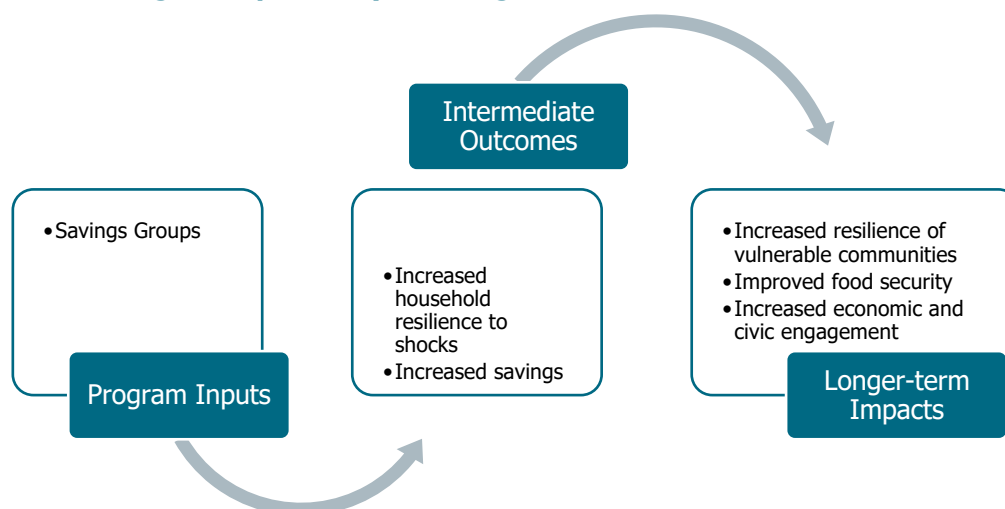 •Savings Groups
Program Inputs
Intermediate
Outcomes
•Increased
household
resilience to
shocks
•Increased savings
•Increased resilience of
vulnerable communities
•Improved food security
•Increased economic and
civic engagement
Longer-term
Impacts